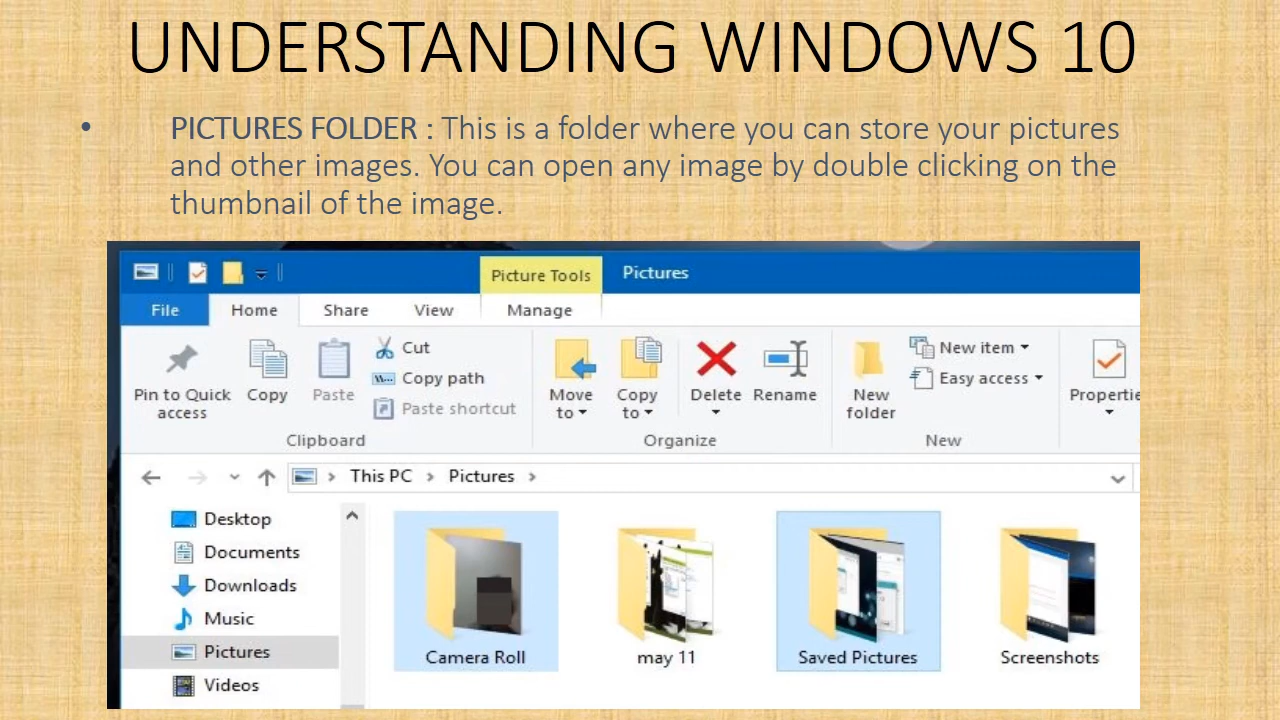 UNDERSTANDING WINDOWS 10
• PICTURES FOLDER : This is a folder where you can store your pictures
and other images. You can open any image by double clicking on the
thumbnail of the image.
Picture Tools Pictures
File Home Share View Manage
Pin to Quick access
Copy
Paste
Cut
Copy path
Paste shortcut
Clipboard
Move to
Copy to
Delete
Rename
Organize
New folder
New item
Easy access
New
Propertie
This PC > Pictures >
Desktop
Documents
Downloads
Music
Pictures
Videos
Camera Roll
may 11
Saved Pictures
Screenshots